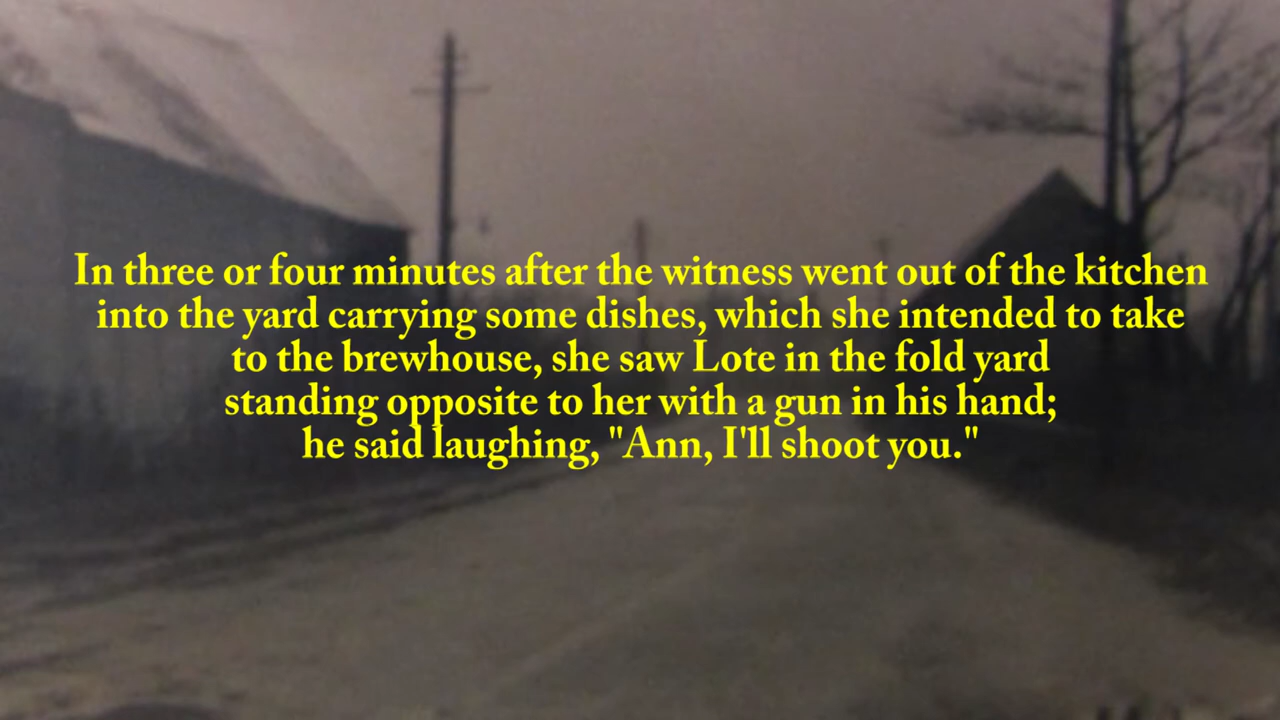 In three or four minutes after the witness went out of the kitchen
into the yard carrying some dishes, which she intended to take
to the brewhouse, she saw Lote in the fold yard
standing opposite to her with a gun in his hand;
he said laughing, "Ann, I'll shoot you."